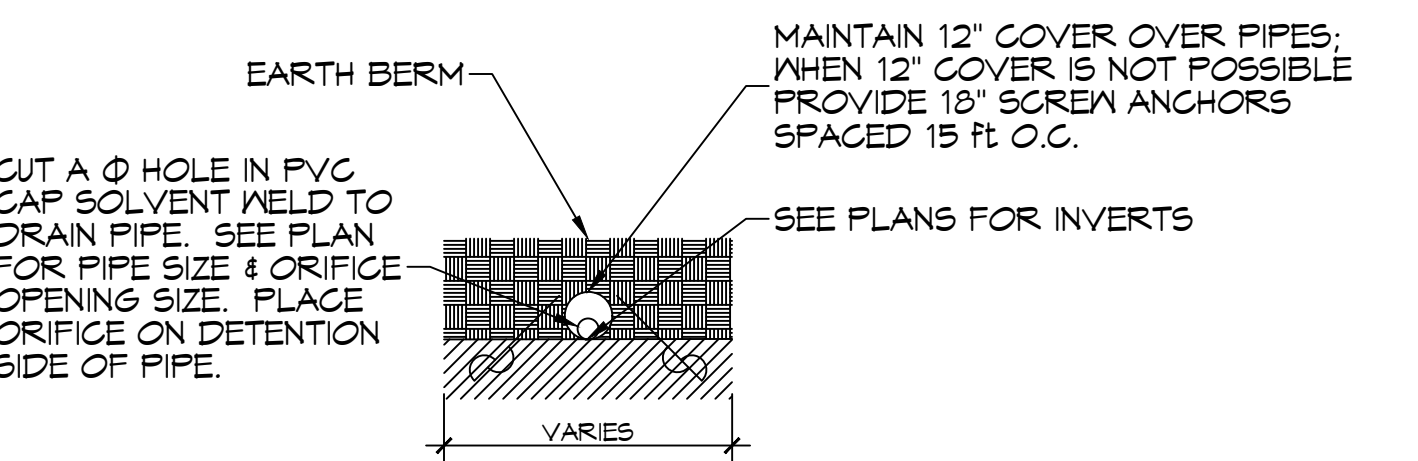 MAINTAIN 12" COVER OVER PIPES;
WHEN 12" COVER IS NOT POSSIBLE
PROVIDE 18" SCREW ANCHORS
SPACED 15 ft O.C.
EARTH BERM
CUT A Φ HOLE IN PVC
CAP SOLVENT WELD TO
DRAIN PIPE. SEE PLAN
FOR PIPE SIZE & ORIFICE
OPENING SIZE. PLACE
ORIFICE ON DETENTION
SIDE OF PIPE.
SEE PLANS FOR INVERTS
VARIES